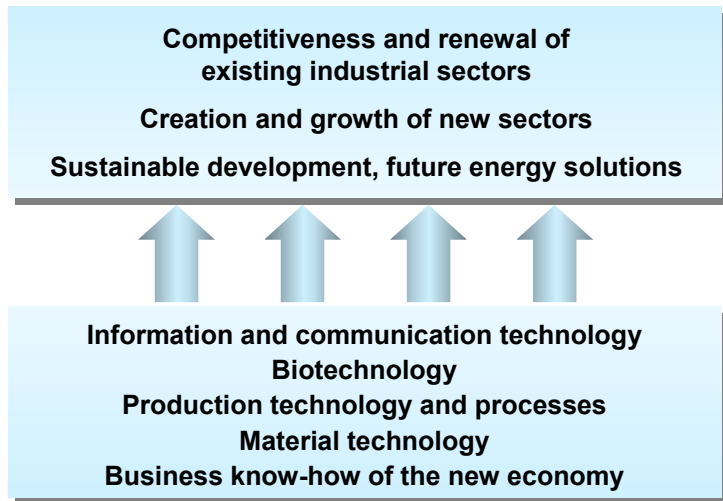 Competitiveness and renewal of
existing industrial sectors
Creation and growth of new sectors
Sustainable development, future energy solutions
Information and communication technology
Biotechnology
Production technology and processes
Material technology
Business know-how of the new economy